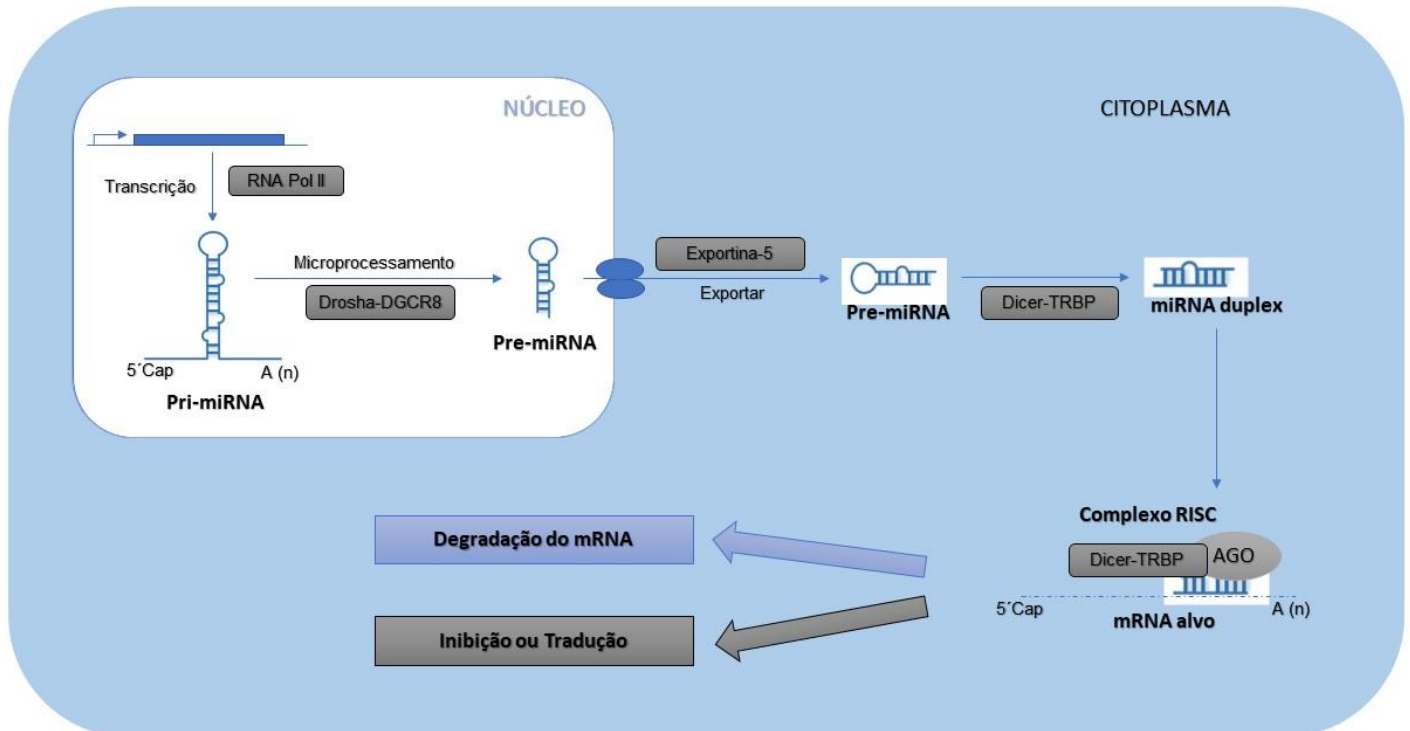 NÚCLEO
CITOPLASMA
Transcrição
RNA Pol II
Microprocessamento
Drosha-DGCR8
5´Cap
A (n)
Pri-miRNA
Pre-miRNA
Exportina-5
Exportar
Pre-miRNA
Dicer-TRBP
miRNA duplex
Complexo RISC
Dicer-TRBP
AGO
5´Cap
A (n)
mRNA alvo
Degradação do mRNA
Inibição ou Tradução